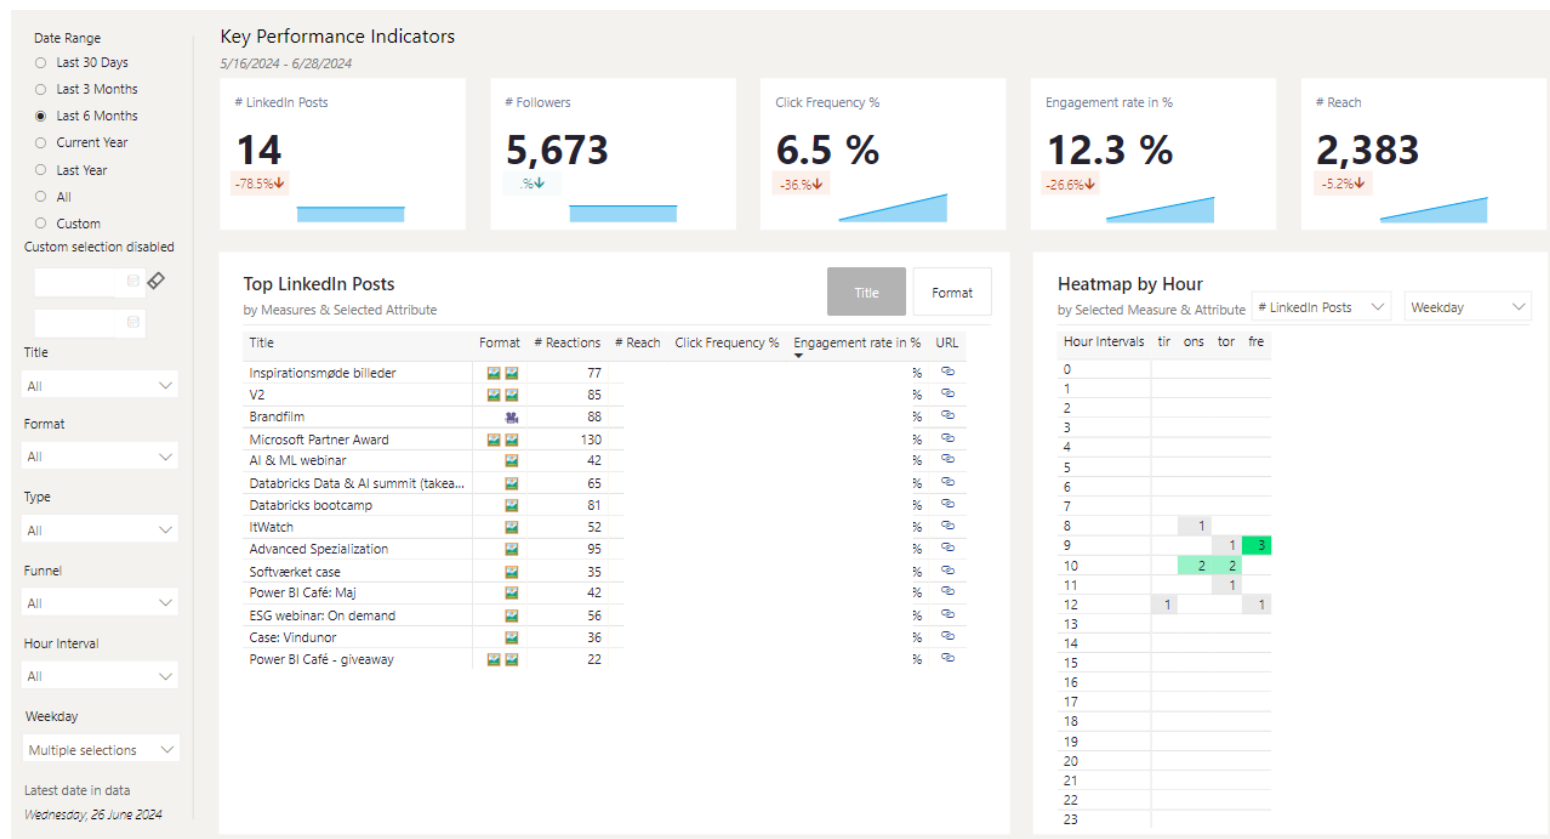 Date Range
Last 30 Days
Last 3 Months
Last 6 Months
Current Year
Last Year
All
Custom
Custom selection disabled
Title
All
Format
All
Type
All
Funnel
All
Hour Interval
All
Weekday
Multiple selections
Latest date in data
Wednesday, 26 June 2024
Key Performance Indicators
5/16/2024 - 6/28/2024
# LinkedIn Posts
14
-78.5%
# Followers
5,673
.%
Click Frequency %
6.5 %
-36.%
Engagement rate in %
12.3 %
-26.6%
# Reach
2,383
-5.2%
Top LinkedIn Posts
by Measures & Selected Attribute
Title
Format
Title Format # Reactions # Reach Click Frequency % Engagement rate in % URL
Inspirationsmøde billeder 77 %
V2 85 %
Brandfilm 88 %
Microsoft Partner Award 130 %
AI & ML webinar 42 %
Databricks Data & AI summit (takea... 65 %
Databricks bootcamp 81 %
ItWatch 52 %
Advanced Spezialization 95 %
Softværket case 35 %
Power BI Café: Maj 42 %
ESG webinar: On demand 56 %
Case: Vindunor 36 %
Power BI Café - giveaway 22 %
Heatmap by Hour
by Selected Measure & Attribute
# LinkedIn Posts
Weekday
Hour Intervals tir ons tor fre
0
1
2
3
4
5
6
7
8 1
9 1 3
10 2 2
11 1
12 1 1
13
14
15
16
17
18
19
20
21
22
23